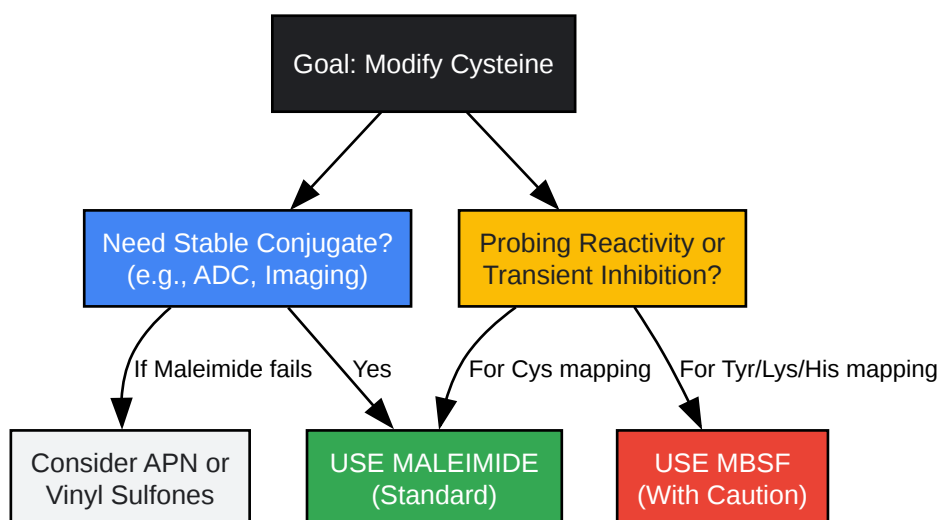 Goal: Modify Cysteine
Need Stable Conjugate?
(e.g., ADC, Imaging)
Probing Reactivity or
Transient Inhibition?
If Maleimide fails
Yes
For Cys mapping
For Tyr/Lys/His mapping
Consider APN or
Vinyl Sulfones
USE MALEIMIDE
(Standard)
USE MBSF
(With Caution)